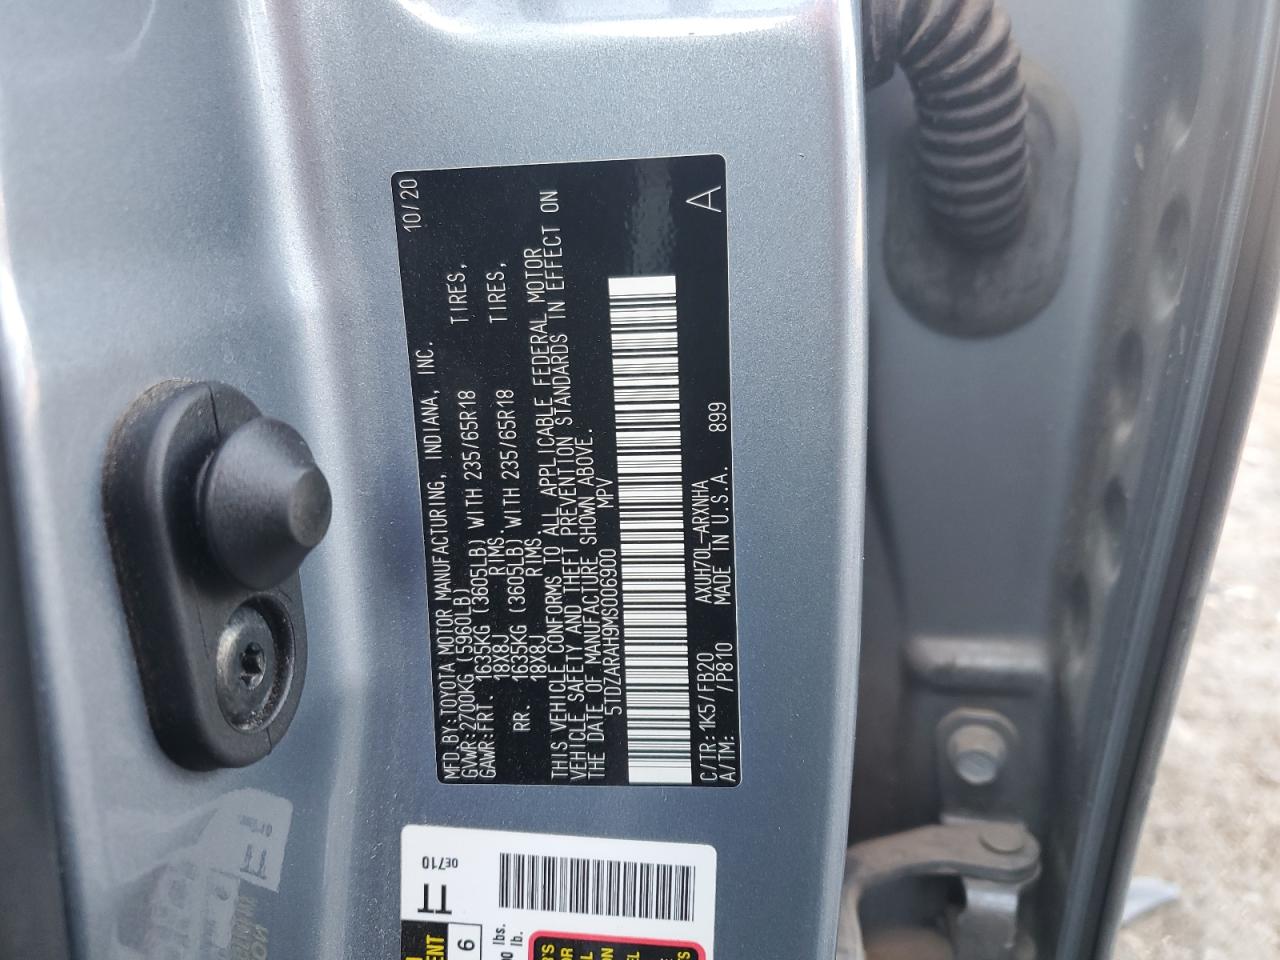 MFD.BY:TOYOTA MOTOR MANUFACTURING, INDIANA, INC. 10/20
GVWR:2700KG (5960LB)
GAWR:FRT. 1635KG (3605LB) WITH 235/65R18 TIRES,
18X8J RIMS,
RR. 1635KG (3605LB) WITH 235/65R18 TIRES,
18X8J RIMS.
THIS VEHICLE CONFORMS TO ALL APPLICABLE FEDERAL MOTOR
VEHICLE SAFETY AND THEFT PREVENTION STANDARDS IN EFFECT ON
THE DATE OF MANUFACTURE SHOWN ABOVE.
5TDZARAH9MS006900 MPV
C/TR:1K5/FB20 AXUH70L-ARXNHA 899 A
A/TM: /P810 MADE IN U.S.A.
0E710
6
lbs.
lb.